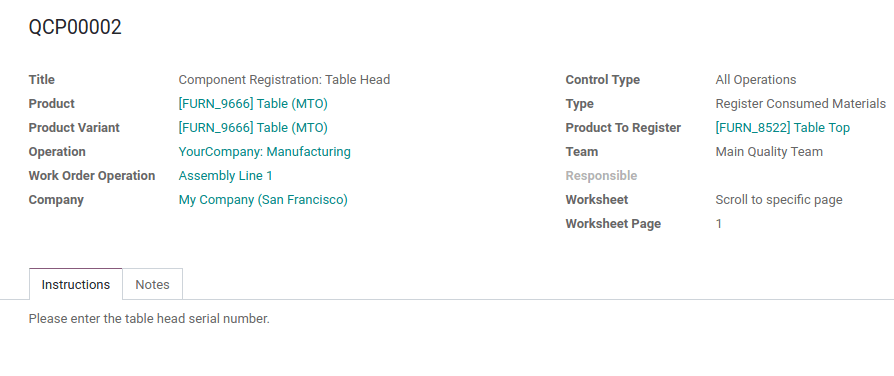 QCP00002
Title Component Registration: Table Head
Product [FURN_9666] Table (MTO)
Product Variant [FURN_9666] Table (MTO)
Operation YourCompany: Manufacturing
Work Order Operation Assembly Line 1
Company My Company (San Francisco)
Control Type All Operations
Type Register Consumed Materials
Product To Register [FURN_8522] Table Top
Team Main Quality Team
Responsible
Worksheet Scroll to specific page
Worksheet Page 1
Instructions Notes
Please enter the table head serial number.